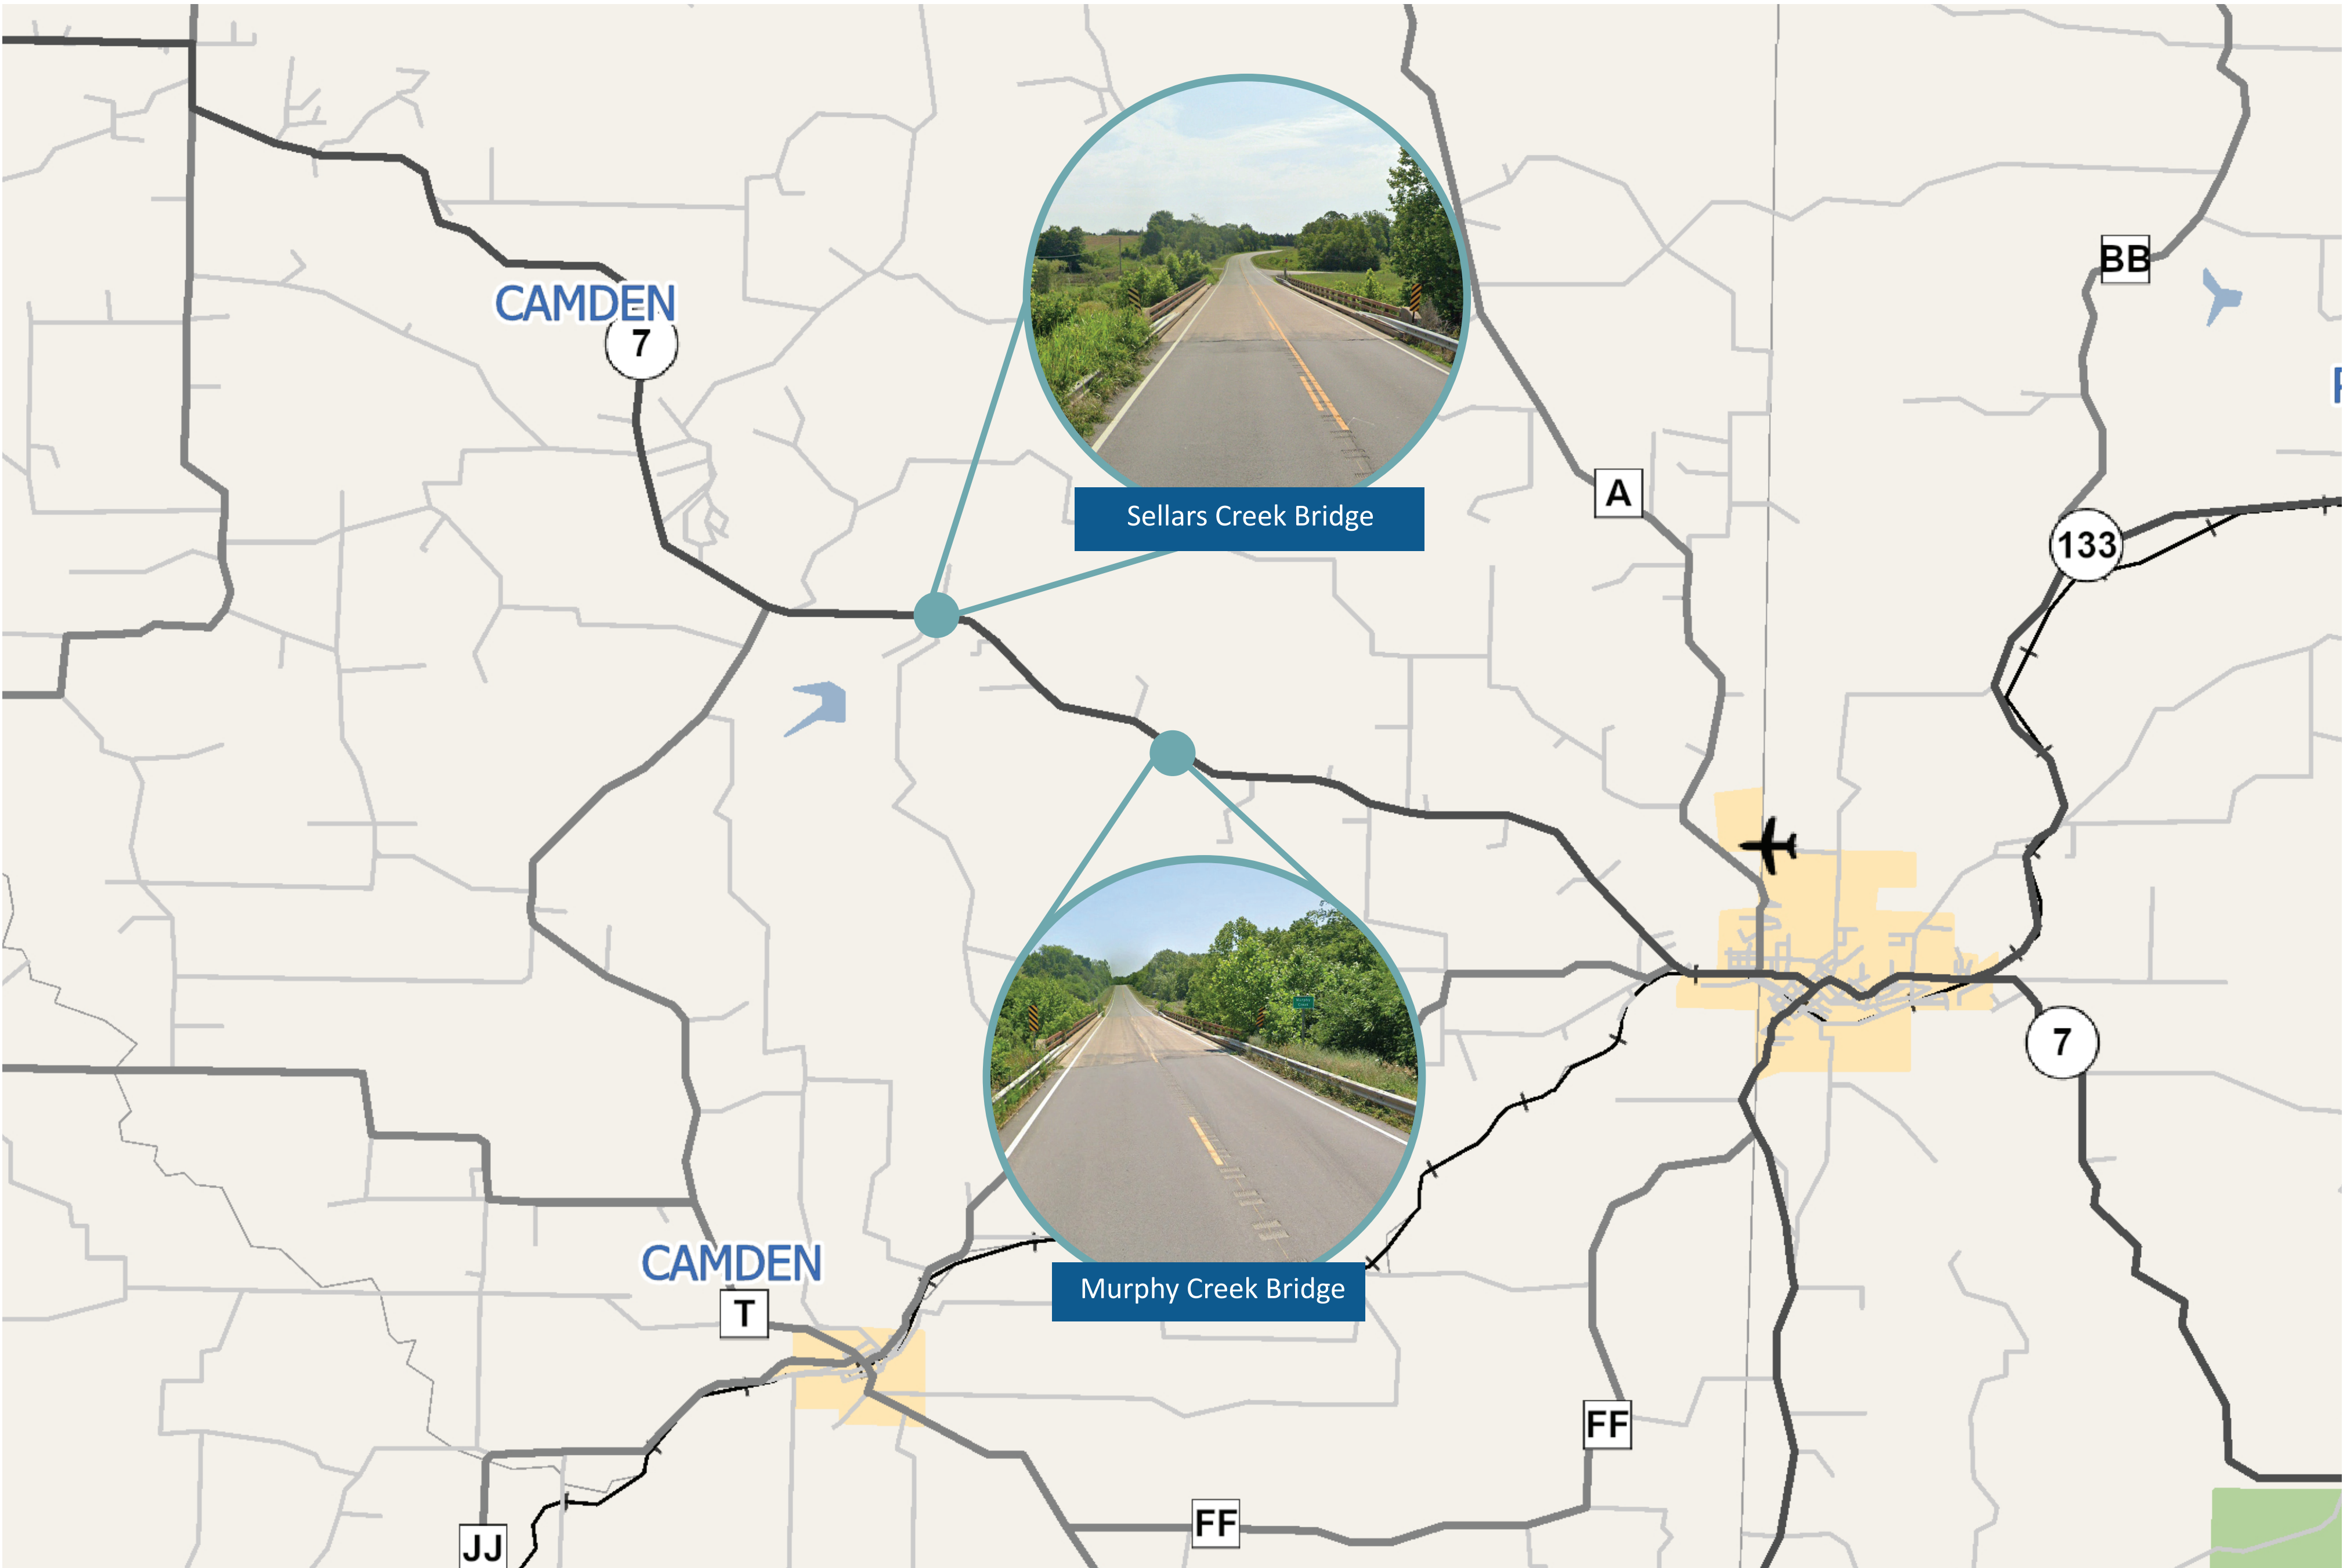 BB
CAMDEN
7
A
Sellars Creek Bridge
133
7
CAMDEN
Murphy Creek Bridge
T
FF
FF
JJ